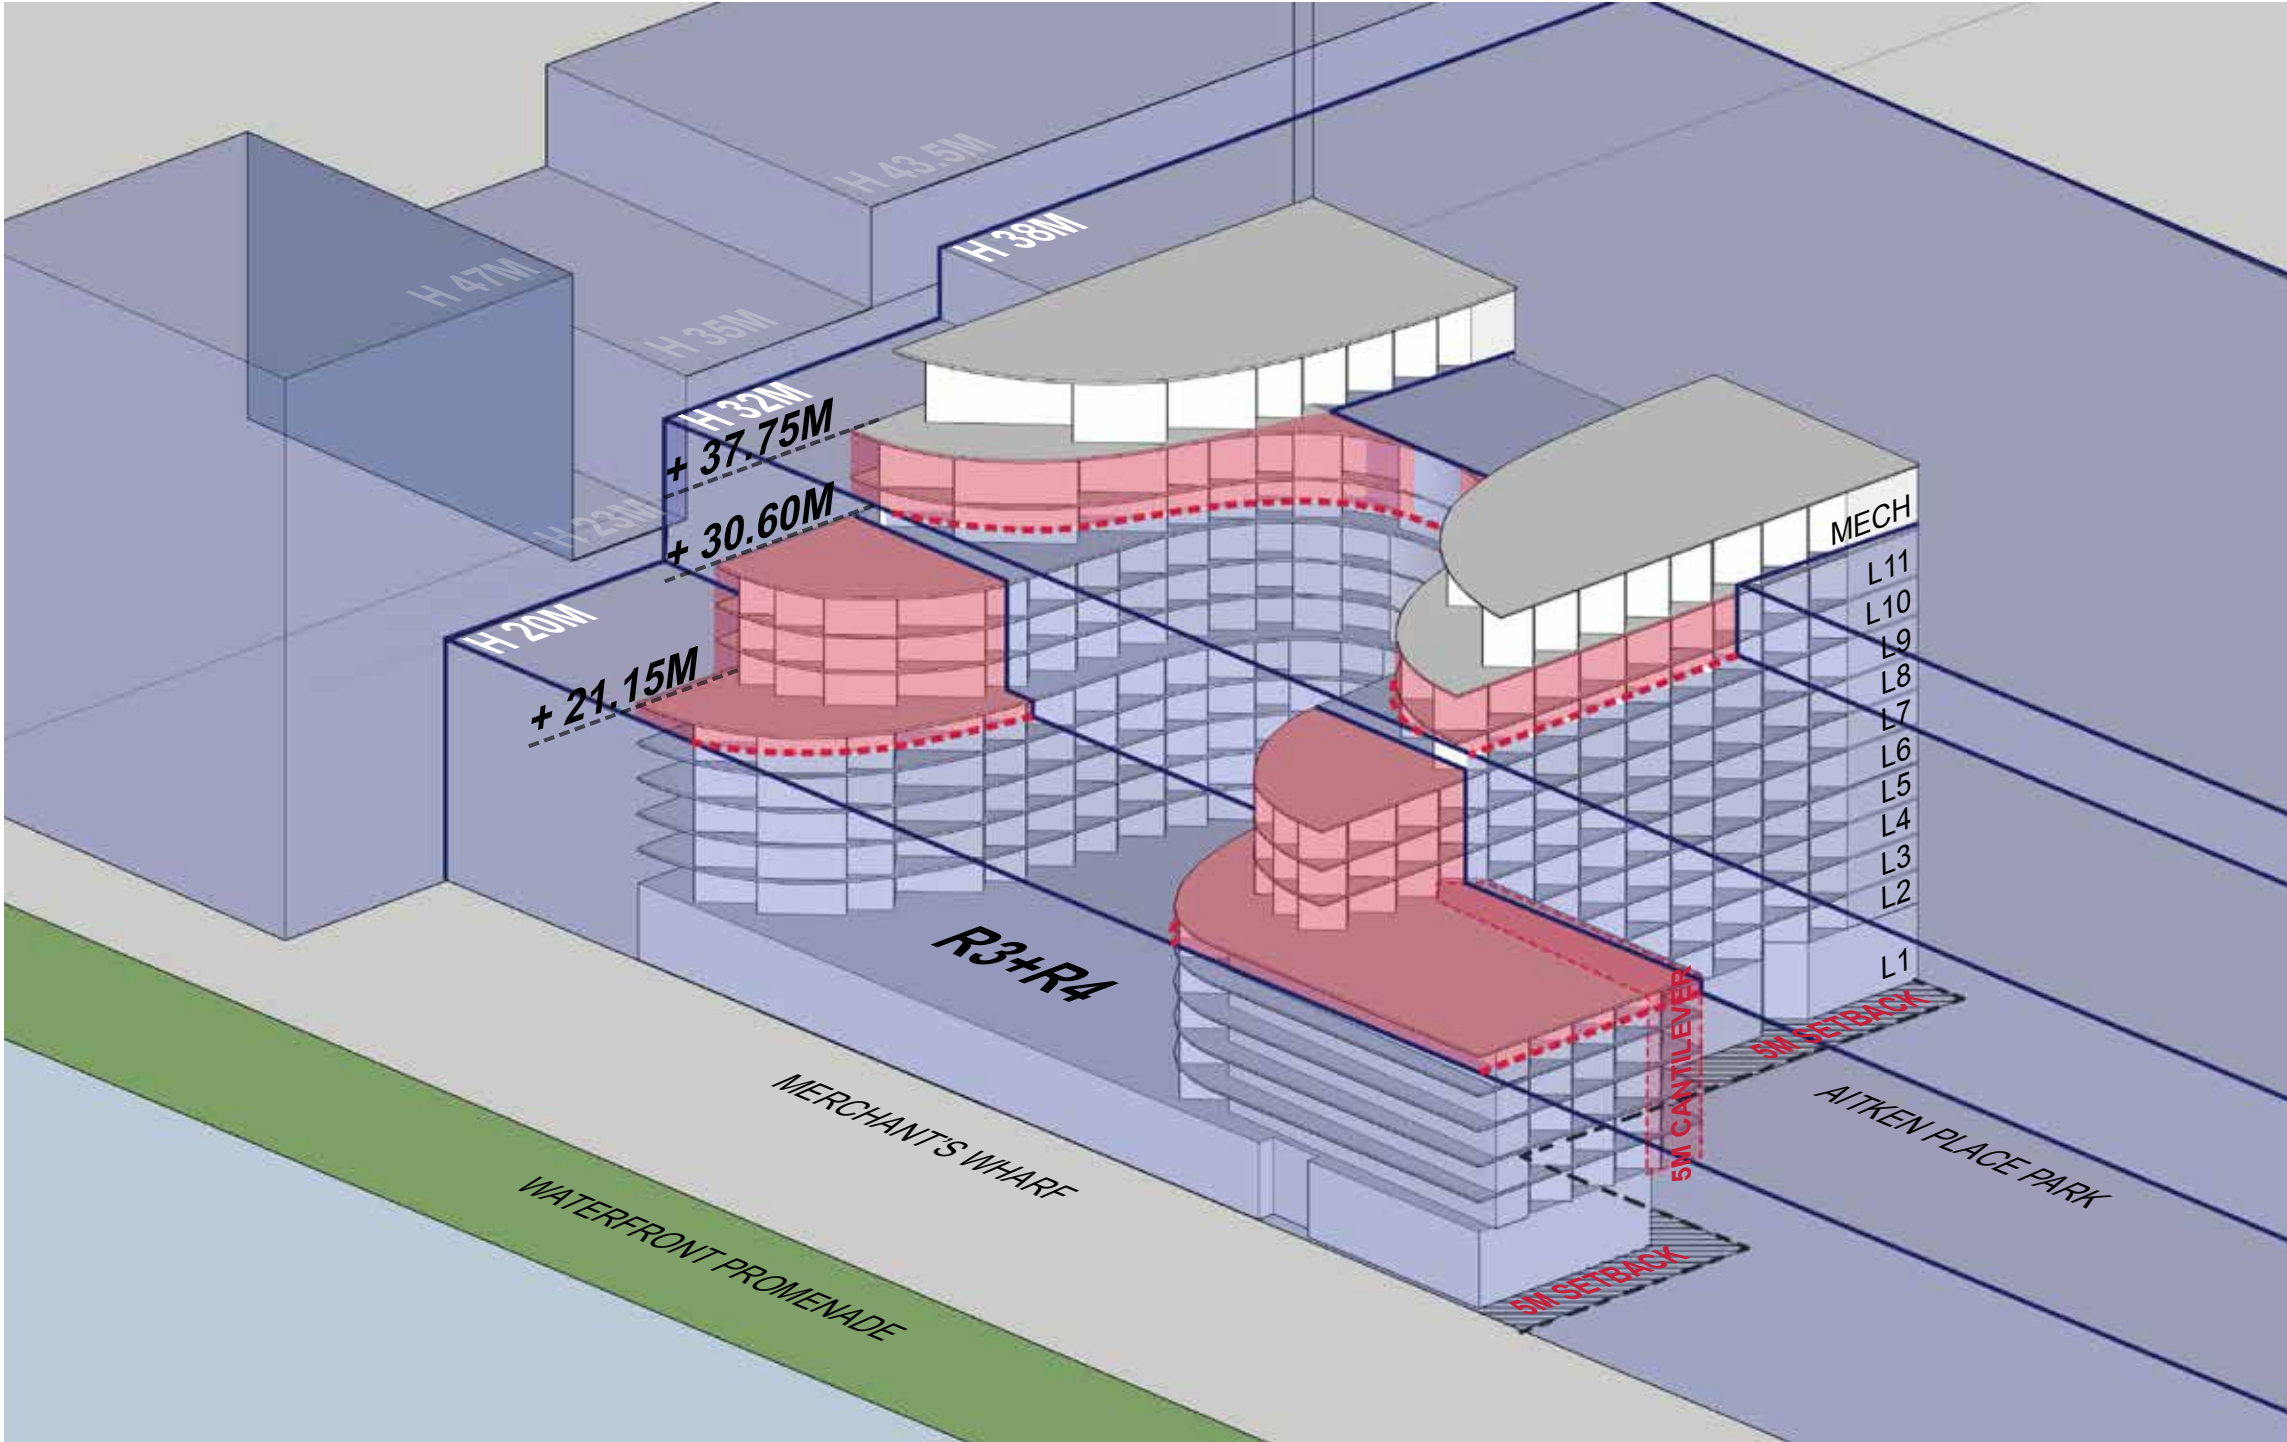 H 43.5M
H 38M
H 47M
H 35M
H 32M
+ 37.75M
+ 30.60M
H 23M
H 20M
+ 21.15M
MECH
L11
L10
L9
L8
L7
L6
L5
L4
L3
L2
L1
R3+R4
5M CANTILEVER
5M SETBACK
5M SETBACK
AITKEN PLACE PARK
MERCHANT'S WHARF
WATERFRONT PROMENADE